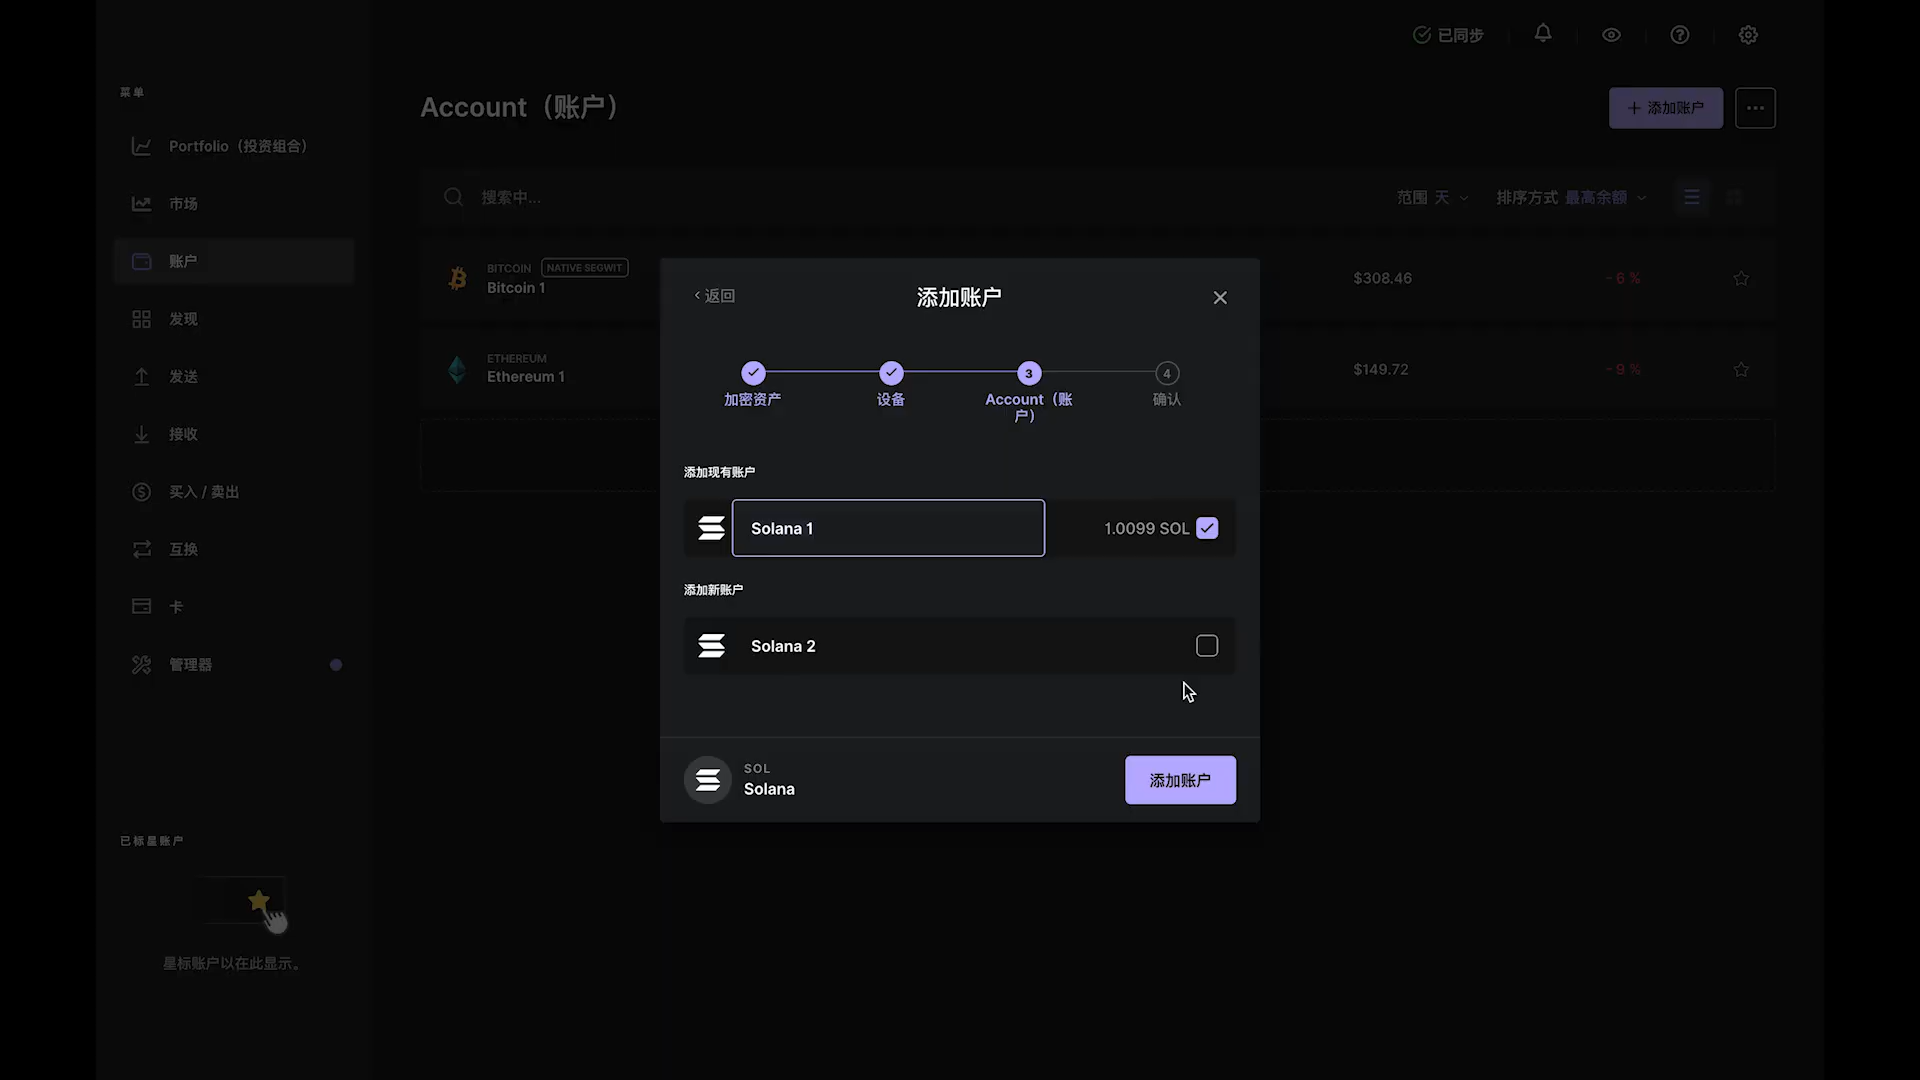 已同步
菜单
Portfolio（投资组合）
市场
账户
发现
发送
接收
买入 / 卖出
互换
卡
管理器
已标星账户
星标账户以在此显示。
Account（账户）
添加账户
搜索中...
范围 天
排序方式 最高余额
BITCOIN NATIVE SEGWIT
Bitcoin 1
$308.46
- 6 %
ETHEREUM
Ethereum 1
$149.72
- 9 %
返回
添加账户
加密资产
设备
3
Account（账
户）
4
确认
添加现有账户
Solana 1
1.0099 SOL
添加新账户
Solana 2
SOL
Solana
添加账户